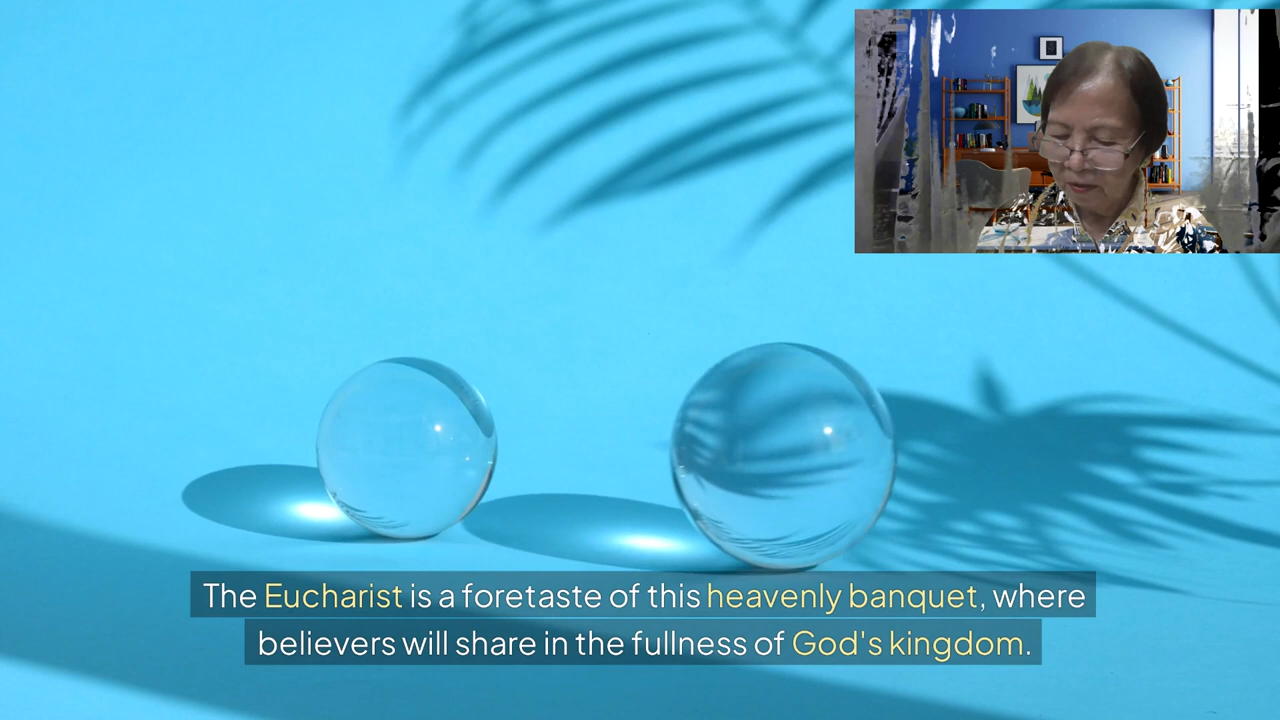 The Eucharist is a foretaste of this heavenly banquet, where
believers will share in the fullness of God's kingdom.